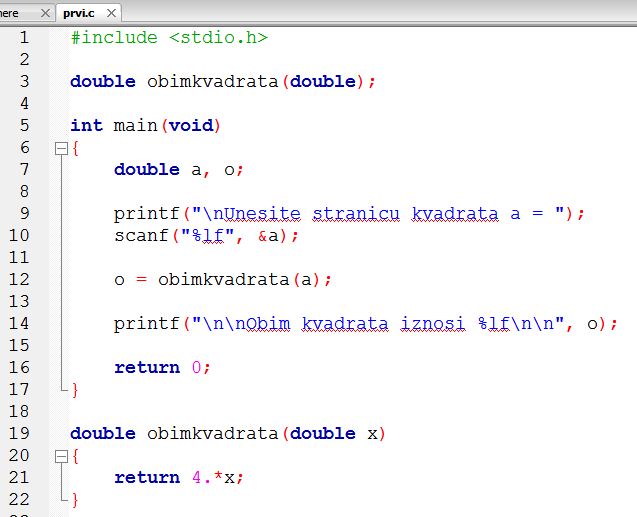 nere prvi.c
1 #include <stdio.h>
2
3 double obimkvadrata(double);
4
5 int main(void)
6 {
7 double a, o;
8
9 printf("\nUnesite stranicu kvadrata a = ");
10 scanf("%lf", &a);
11
12 o = obimkvadrata(a);
13
14 printf("\n\nObim kvadrata iznosi %lf\n\n", o);
15
16 return 0;
17 }
18
19 double obimkvadrata(double x)
20 {
21 return 4.*x;
22 }